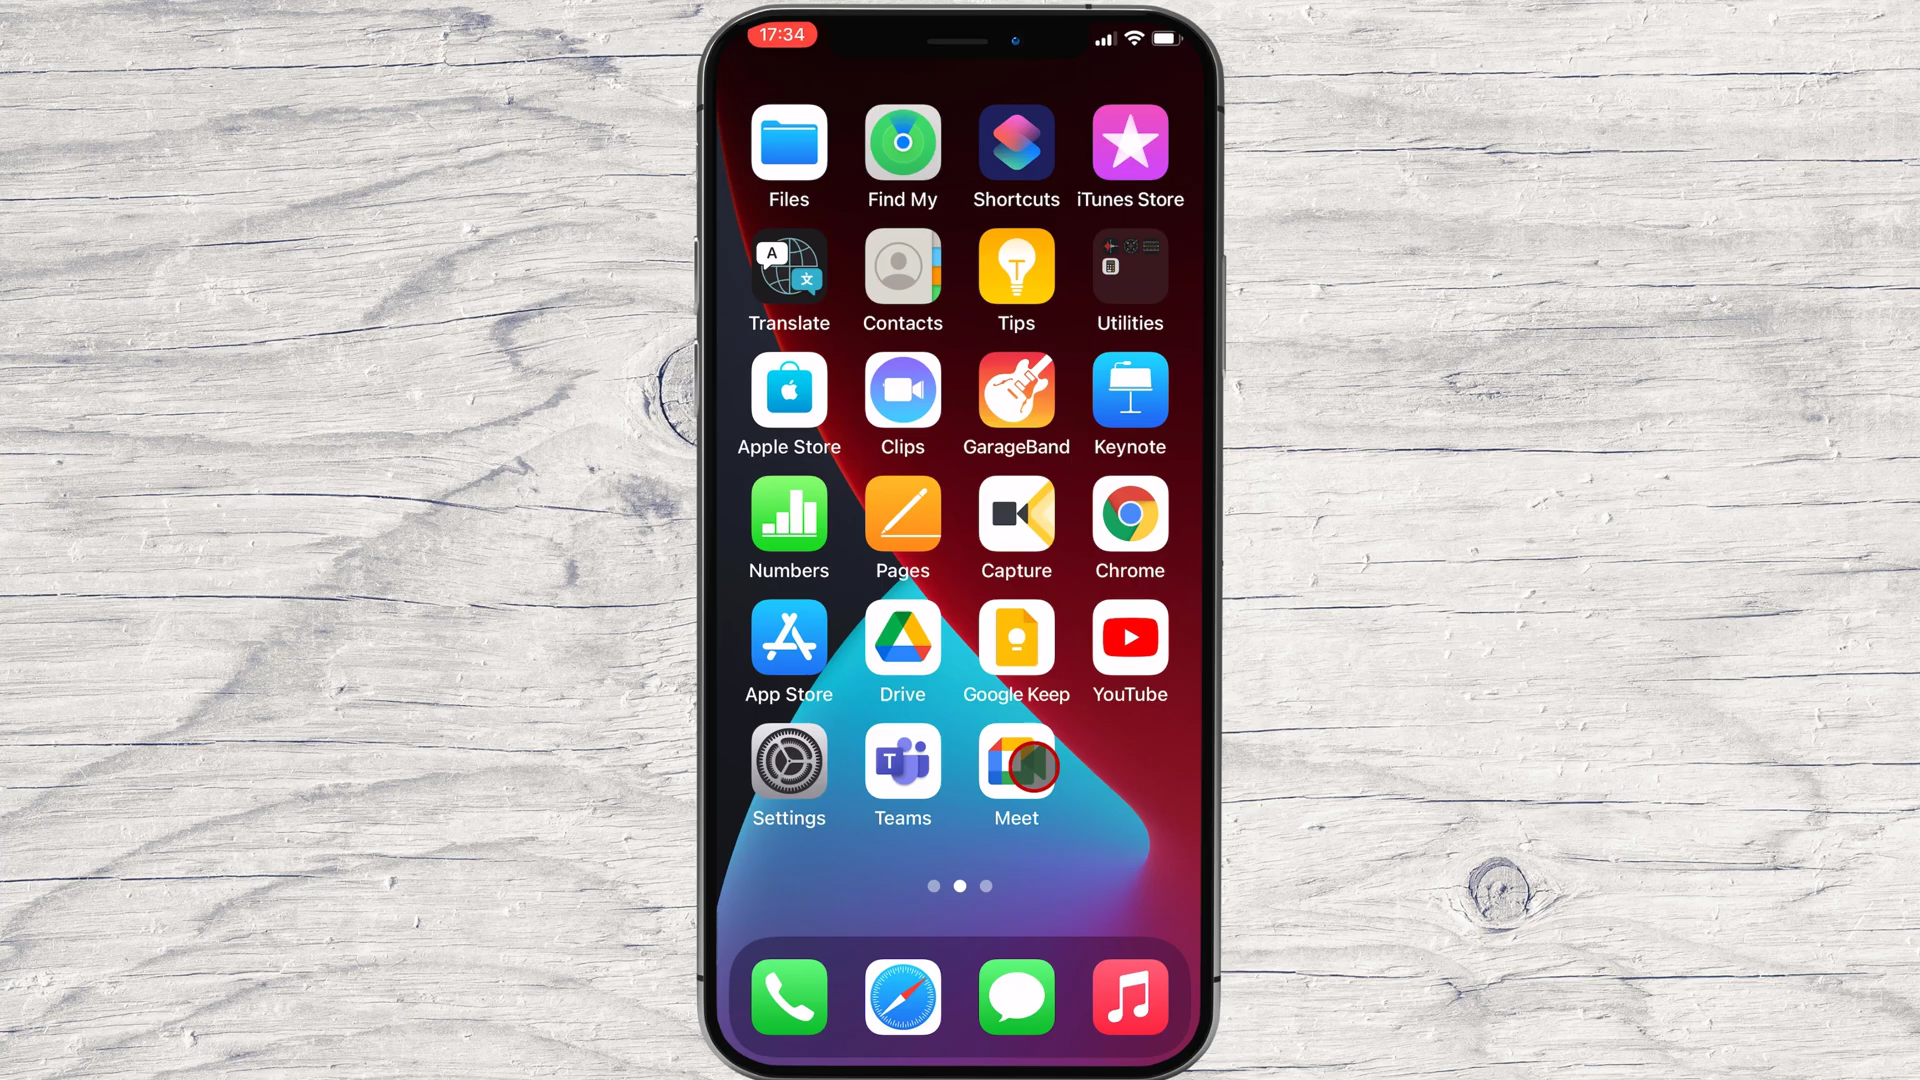 17:34
Files Find My Shortcuts iTunes Store
A 文
Translate Contacts Tips Utilities
Apple Store Clips GarageBand Keynote
Numbers Pages Capture Chrome
App Store Drive Google Keep YouTube
T
Settings Teams Meet